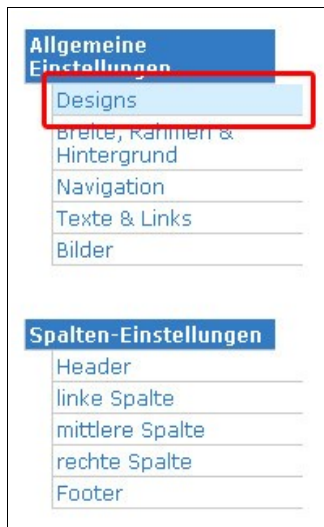 Allgemeine
Einstellungen
Designs
Breite, Rahmen &
Hintergrund
Navigation
Texte & Links
Bilder
Spalten-Einstellungen
Header
linke Spalte
mittlere Spalte
rechte Spalte
Footer